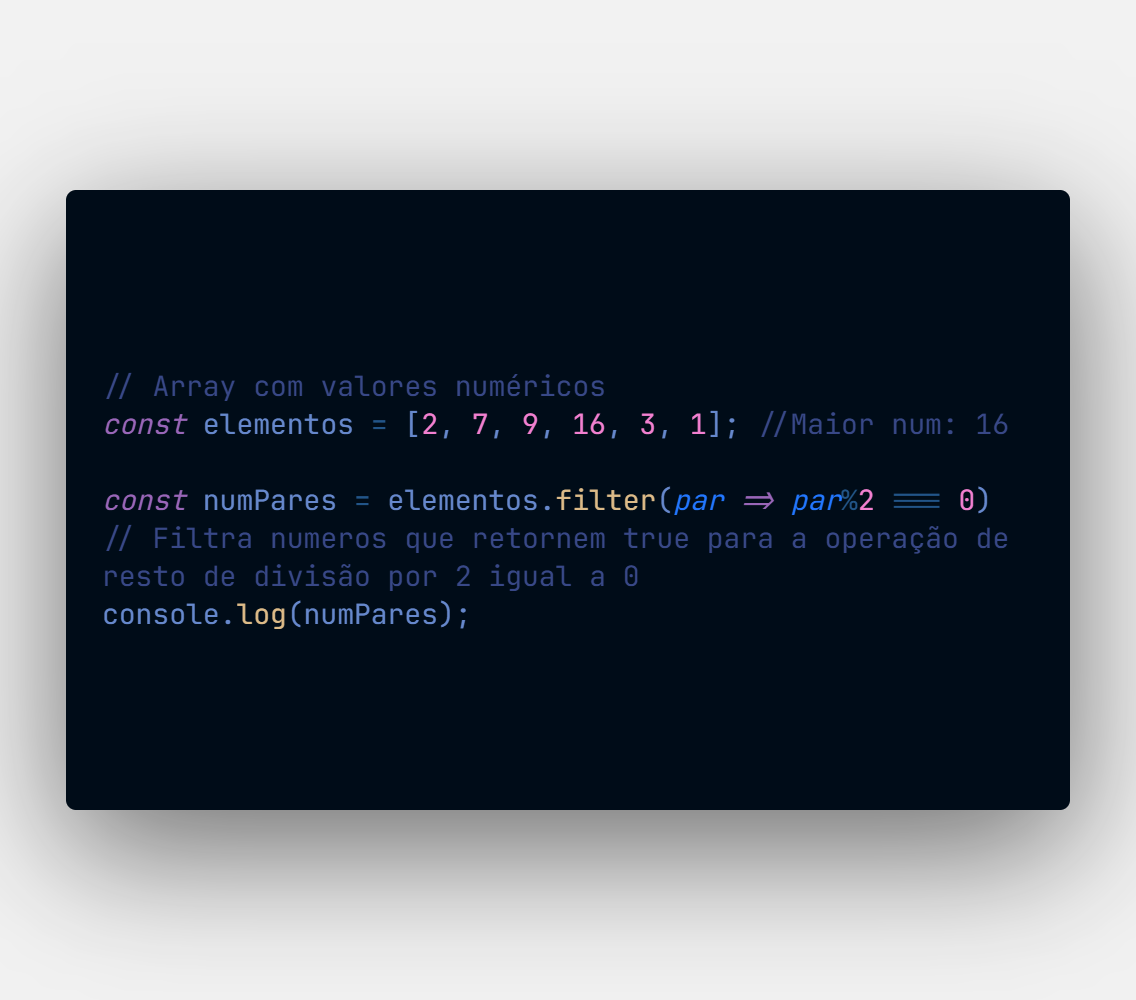 // Array com valores numéricos
const elementos = [2, 7, 9, 16, 3, 1]; //Maior num: 16
const numPares = elementos.filter(par => par%2 === 0)
// Filtra numeros que retornem true para a operação de
resto de divisão por 2 igual a 0
console.log(numPares);